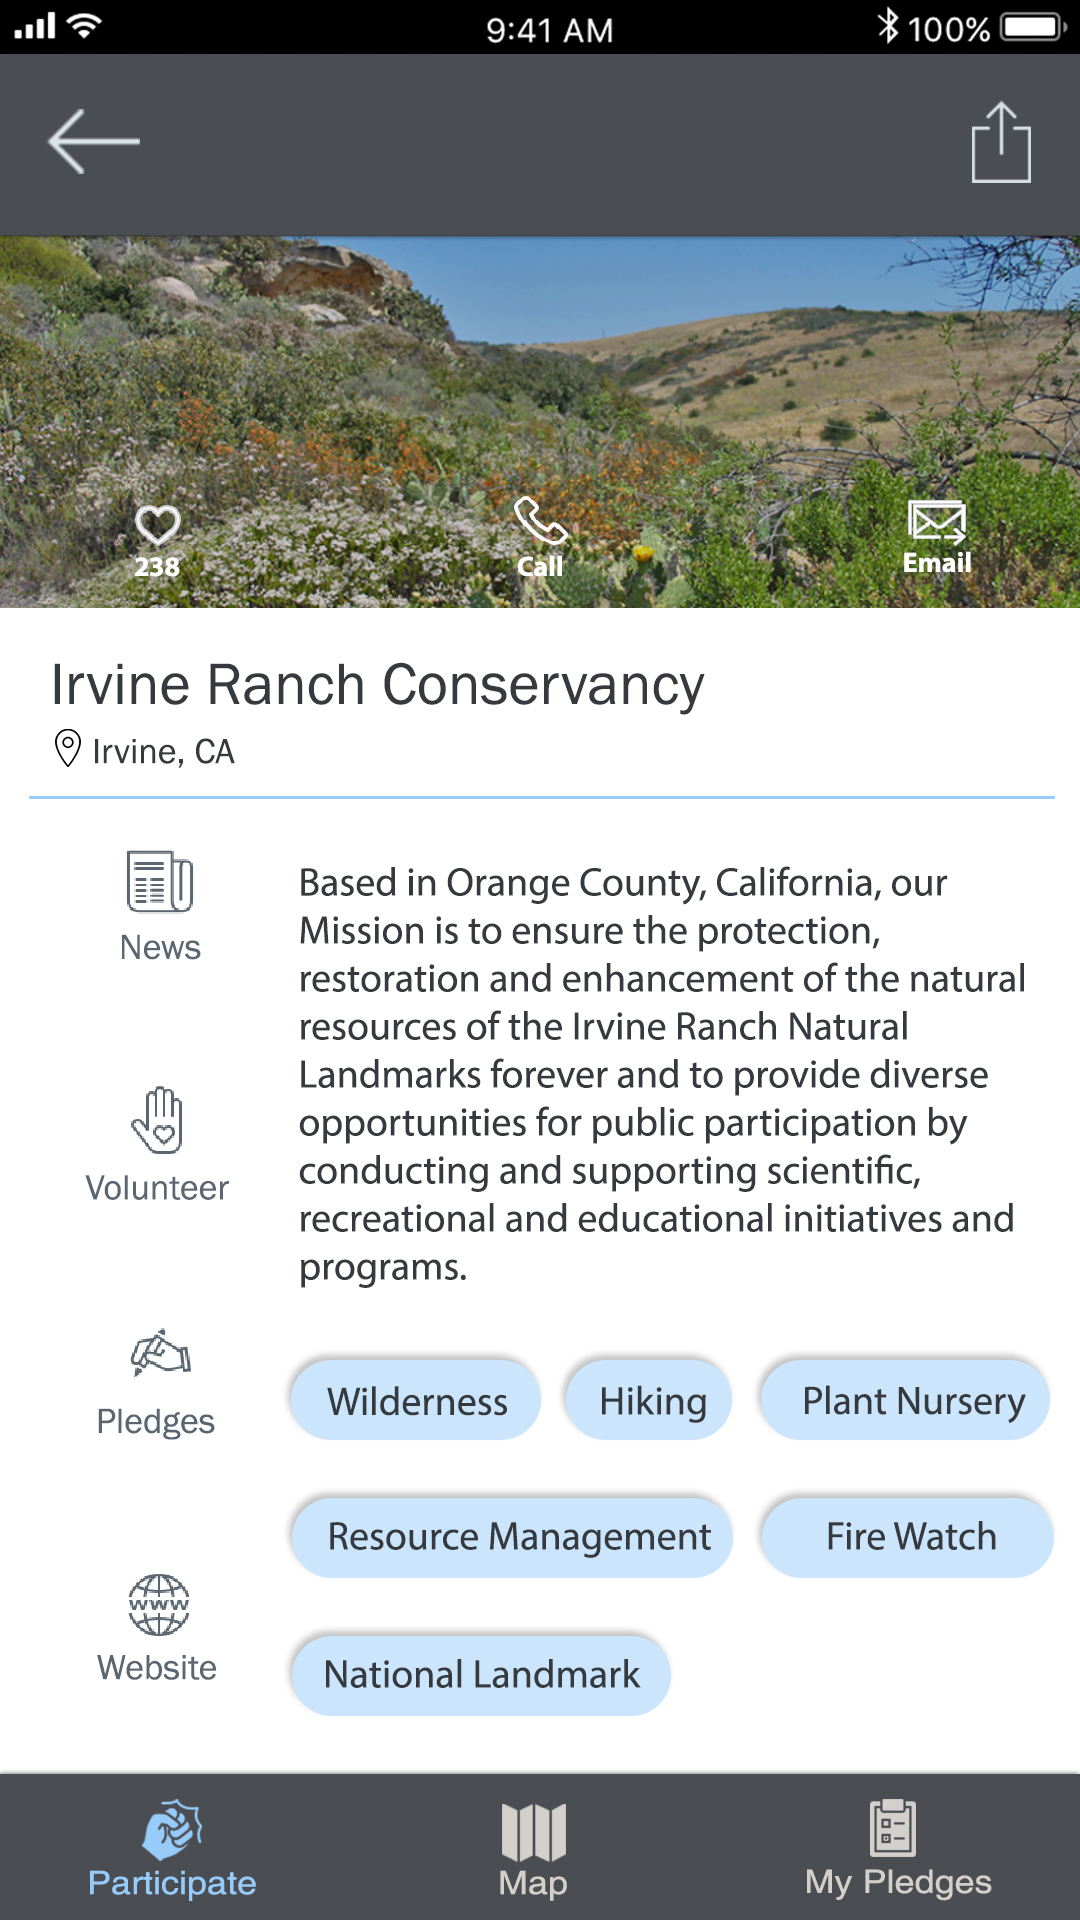 9:41 AM
100%
238
Call
Email
Irvine Ranch Conservancy
Irvine, CA
News
Based in Orange County, California, our
Mission is to ensure the protection,
restoration and enhancement of the natural
resources of the Irvine Ranch Natural
Landmarks forever and to provide diverse
opportunities for public participation by
conducting and supporting scientific,
recreational and educational initiatives and
programs.
Volunteer
Pledges
Wilderness
Hiking
Plant Nursery
Resource Management
Fire Watch
www
Website
National Landmark
Participate
Map
My Pledges